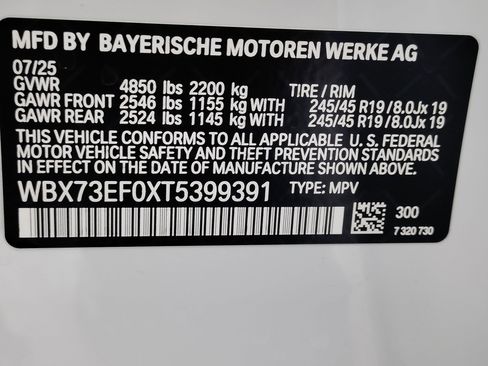 MFD BY BAYERISCHE MOTOREN WERKE AG
07/25
GVWR 4850 lbs 2200 kg TIRE / RIM
GAWR FRONT 2546 lbs 1155 kg WITH 245/45 R19 / 8.0Jx 19
GAWR REAR 2524 lbs 1145 kg WITH 245/45 R19 / 8.0Jx 19
THIS VEHICLE CONFORMS TO ALL APPLICABLE U.S. FEDERAL
MOTOR VEHICLE SAFETY AND THEFT PREVENTION STANDARDS
IN EFFECT ON THE DATE OF MANUFACTURE SHOWN ABOVE.
WBX73EF0XT5399391 TYPE: MPV
300
7 320 730